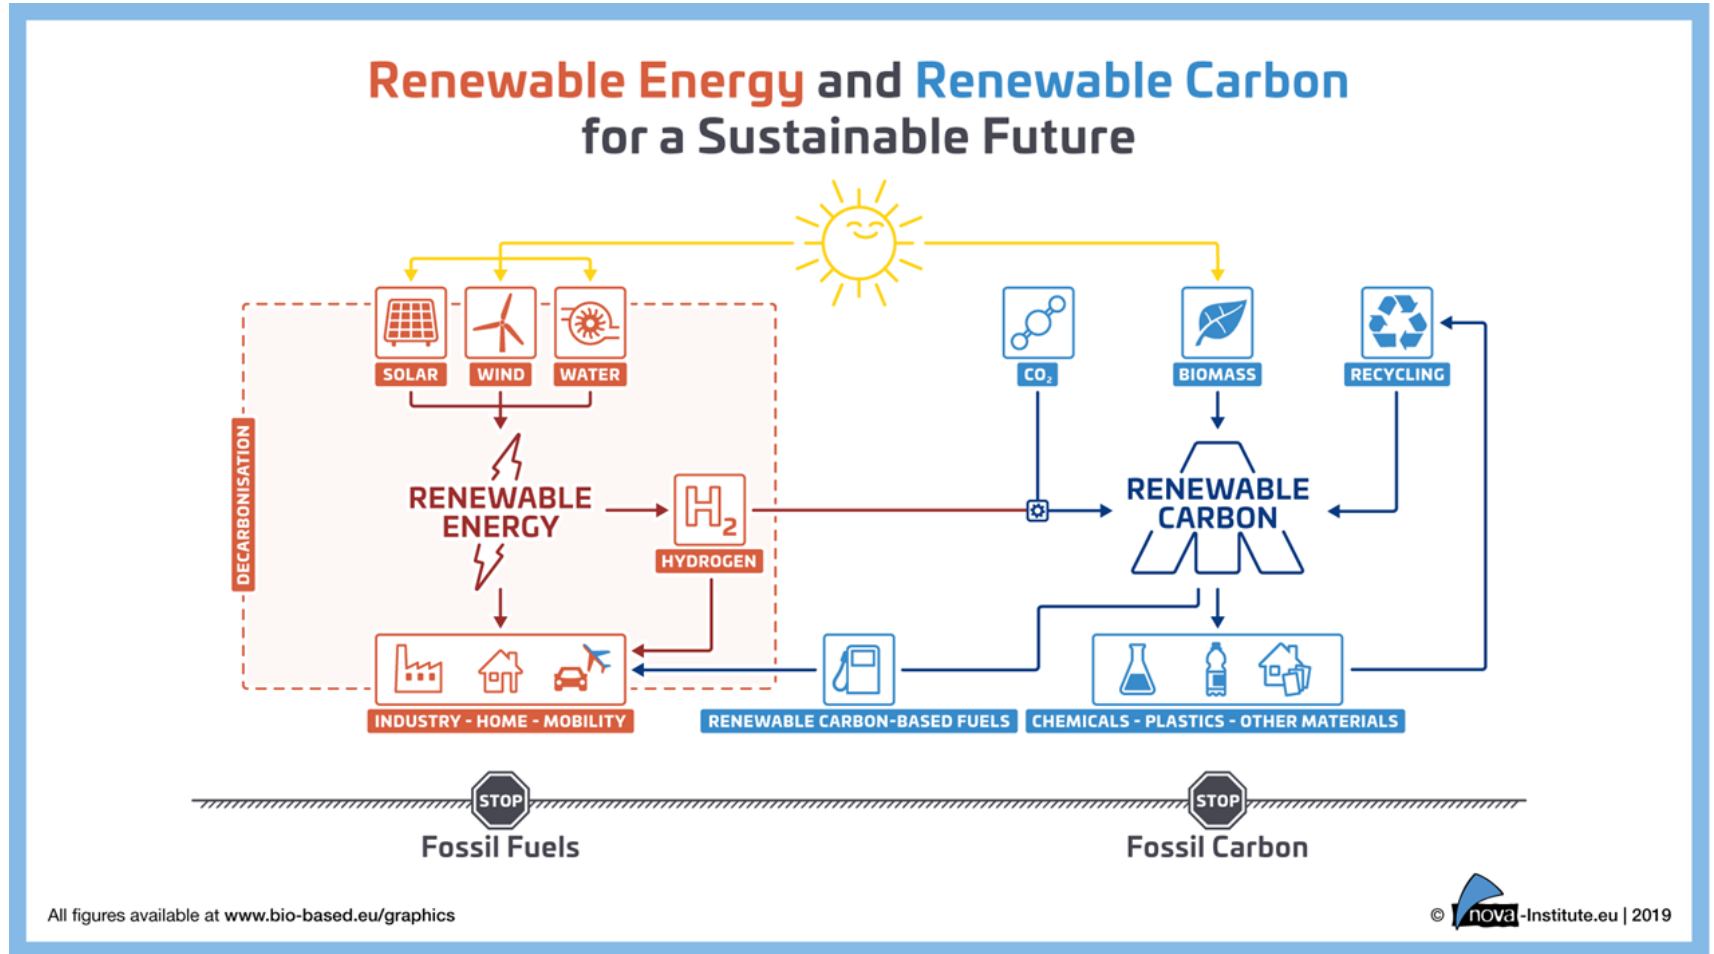 Renewable Energy and Renewable Carbon
for a Sustainable Future
SOLAR
WIND
WATER
CO₂
BIOMASS
RECYCLING
DECARBONISATION
RENEWABLE
ENERGY
H₂
HYDROGEN
RENEWABLE
CARBON
INDUSTRY - HOME - MOBILITY
RENEWABLE CARBON-BASED FUELS
CHEMICALS - PLASTICS - OTHER MATERIALS
STOP
STOP
Fossil Fuels
Fossil Carbon
All figures available at www.bio-based.eu/graphics
© nova-Institute.eu | 2019